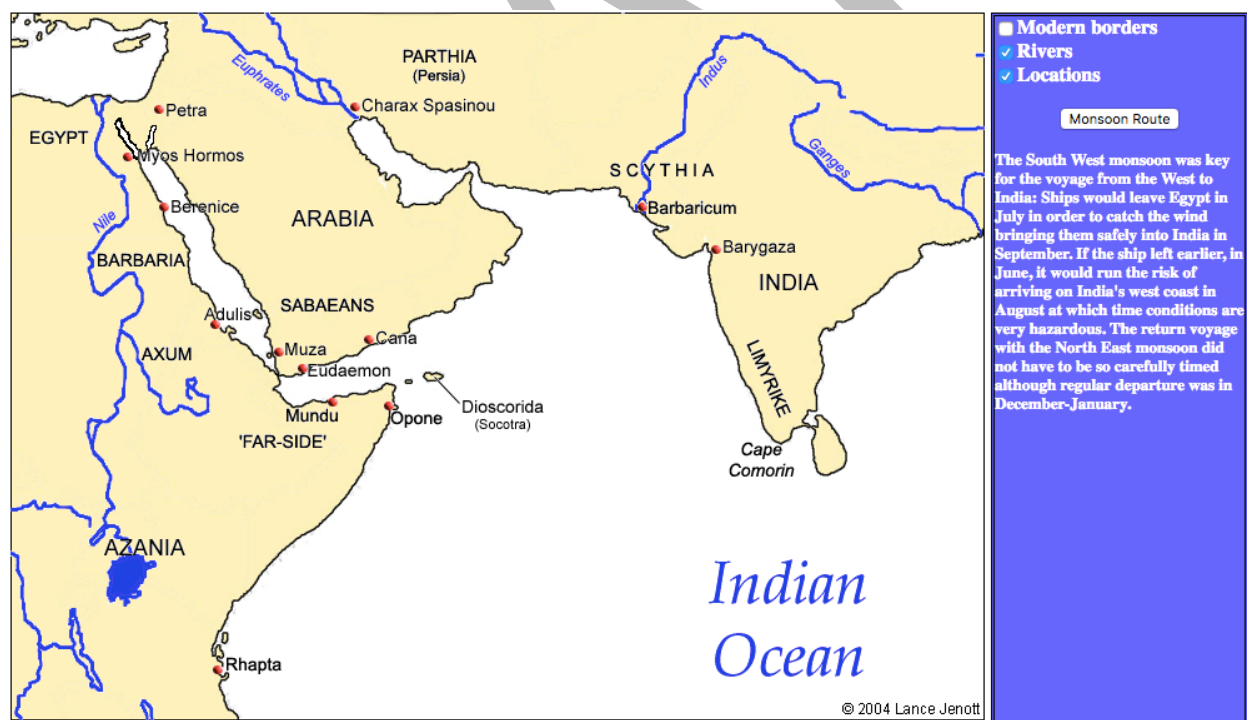 PARTHIA
(Persia)
Euphrates
Indus
Petra
Charax Spasinou
EGYPT
Myos Hormos
SCYTHIA
Ganges
Nile
Berenice
ARABIA
Barbaricum
Barygaza
BARBARIA
INDIA
SABAEANS
Adulis
Cana
AXUM
Muza
Eudaemon
LIMYRIKE
Mundu
Opone
Dioscorida
(Socotra)
'FAR-SIDE'
Cape
Comorin
AZANIA
Indian
Ocean
Rhapta
© 2004 Lance Jenott
Modern borders
Rivers
Locations
Monsoon Route
The South West monsoon was key
for the voyage from the West to
India: Ships would leave Egypt in
July in order to catch the wind
bringing them safely into India in
September. If the ship left earlier, in
June, it would run the risk of
arriving on India's west coast in
August at which time conditions are
very hazardous. The return voyage
with the North East monsoon did
not have to be so carefully timed
although regular departure was in
December-January.